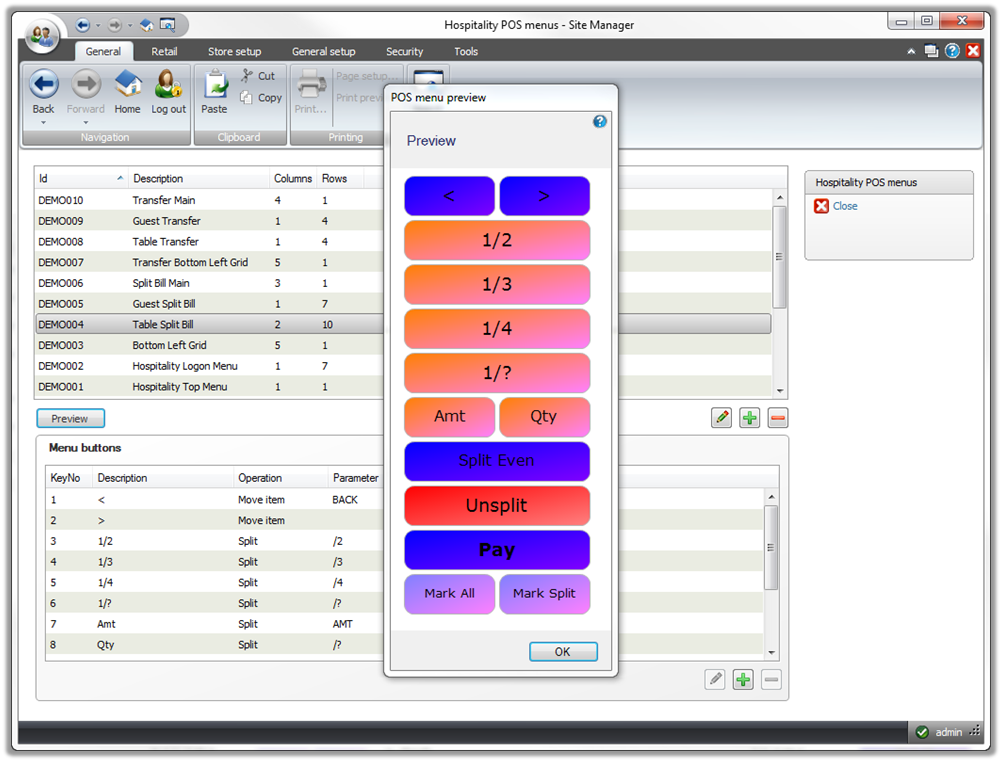 Hospitality POS menus - Site Manager
General Retail Store setup General setup Security Tools
Back Forward Home Log out
Navigation
Paste Cut
Copy
Clipboard
Print... Page setup...
Print previ
Printing
Id Description Columns Rows
DEMO010 Transfer Main 4 1
DEMO009 Guest Transfer 1 4
DEMO008 Table Transfer 1 4
DEMO007 Transfer Bottom Left Grid 5 1
DEMO006 Split Bill Main 3 1
DEMO005 Guest Split Bill 1 7
DEMO004 Table Split Bill 2 10
DEMO003 Bottom Left Grid 5 1
DEMO002 Hospitality Logon Menu 1 7
DEMO001 Hospitality Top Menu 1 1
Preview
Menu buttons
KeyNo Description Operation Parameter
1 < Move item BACK
2 > Move item
3 1/2 Split /2
4 1/3 Split /3
5 1/4 Split /4
6 1/? Split /?
7 Amt Split AMT
8 Qty Split /?
POS menu preview
Preview
< >
1/2
1/3
1/4
1/?
Amt Qty
Split Even
Unsplit
Pay
Mark All Mark Split
OK
Hospitality POS menus
Close
admin